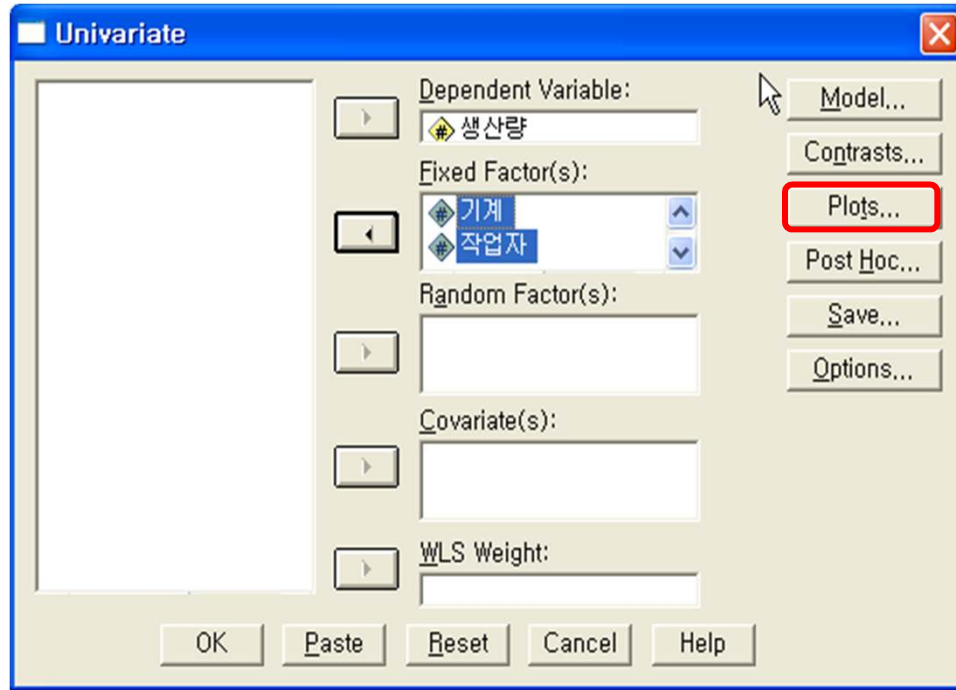 Univariate
Dependent Variable:
생산량
Fixed Factor(s):
기계
작업자
Random Factor(s):
Covariate(s):
WLS Weight:
Model...
Contrasts...
Plots...
Post Hoc...
Save...
Options...
OK Paste Reset Cancel Help